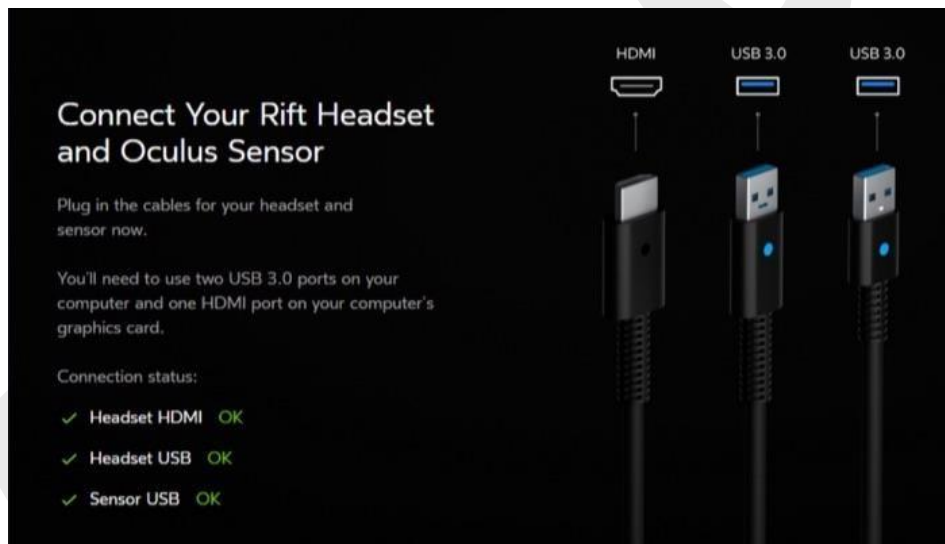 HDMI
USB 3.0
USB 3.0
Connect Your Rift Headset
and Oculus Sensor
Plug in the cables for your headset and
sensor now.
You'll need to use two USB 3.0 ports on your
computer and one HDMI port on your computer's
graphics card.
Connection status:
Headset HDMI OK
Headset USB OK
Sensor USB OK